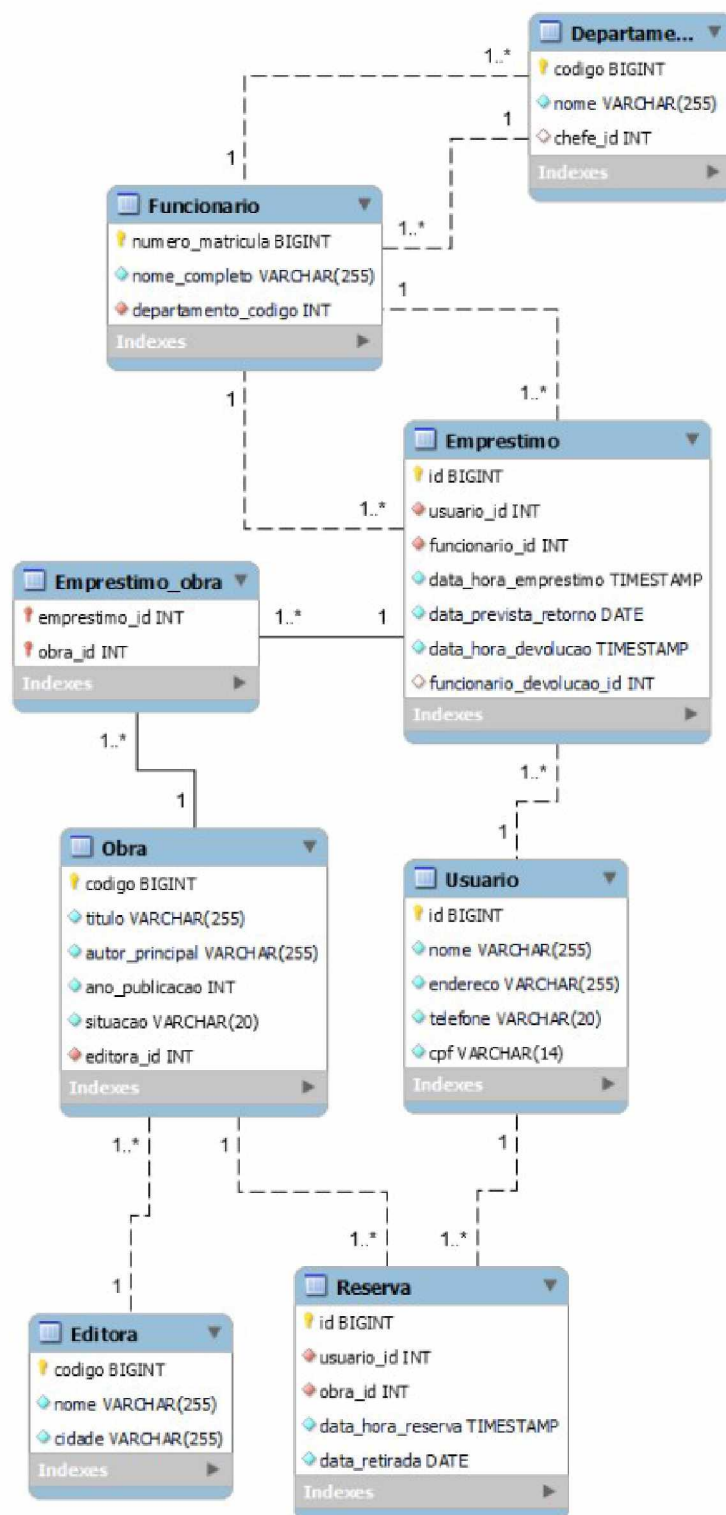 Departame...
codigo BIGINT
nome VARCHAR(255)
chefe_id INT
Indexes
1..*
1
1
1..*
Funcionario
numero_matricula BIGINT
nome_completo VARCHAR(255)
departamento_codigo INT
Indexes
1
1..*
1
1..*
Emprestimo
id BIGINT
usuario_id INT
funcionario_id INT
data_hora_emprestimo TIMESTAMP
data_prevista_retorno DATE
data_hora_devolucao TIMESTAMP
funcionario_devolucao_id INT
Indexes
Emprestimo_obra
emprestimo_id INT
obra_id INT
Indexes
1..*
1
1..*
1
1..*
1
Obra
codigo BIGINT
titulo VARCHAR(255)
autor_principal VARCHAR(255)
ano_publicacao INT
situacao VARCHAR(20)
editora_id INT
Indexes
Usuario
id BIGINT
nome VARCHAR(255)
endereco VARCHAR(255)
telefone VARCHAR(20)
cpf VARCHAR(14)
Indexes
1..*
1
1
1
1..*
1..*
Editora
codigo BIGINT
nome VARCHAR(255)
cidade VARCHAR(255)
Indexes
Reserva
id BIGINT
usuario_id INT
obra_id INT
data_hora_reserva TIMESTAMP
data_retirada DATE
Indexes